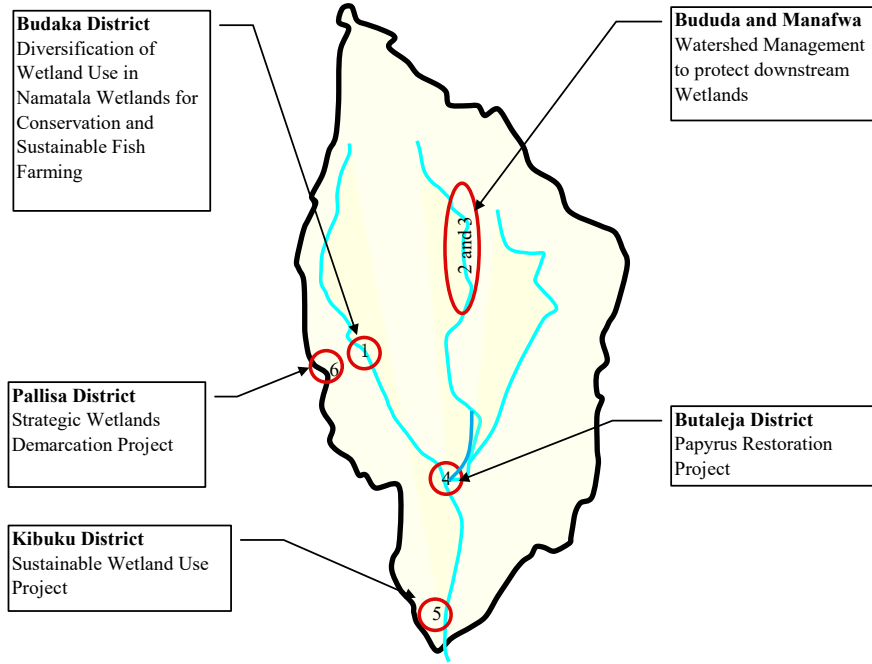 Budaka District
Diversification of
Wetland Use in
Namatala Wetlands for
Conservation and
Sustainable Fish
Farming
Bududa and Manafwa
Watershed Management
to protect downstream
Wetlands
2 and 3
1
6
Pallisa District
Strategic Wetlands
Demarcation Project
Butaleja District
Papyrus Restoration
Project
4
Kibuku District
Sustainable Wetland Use
Project
5